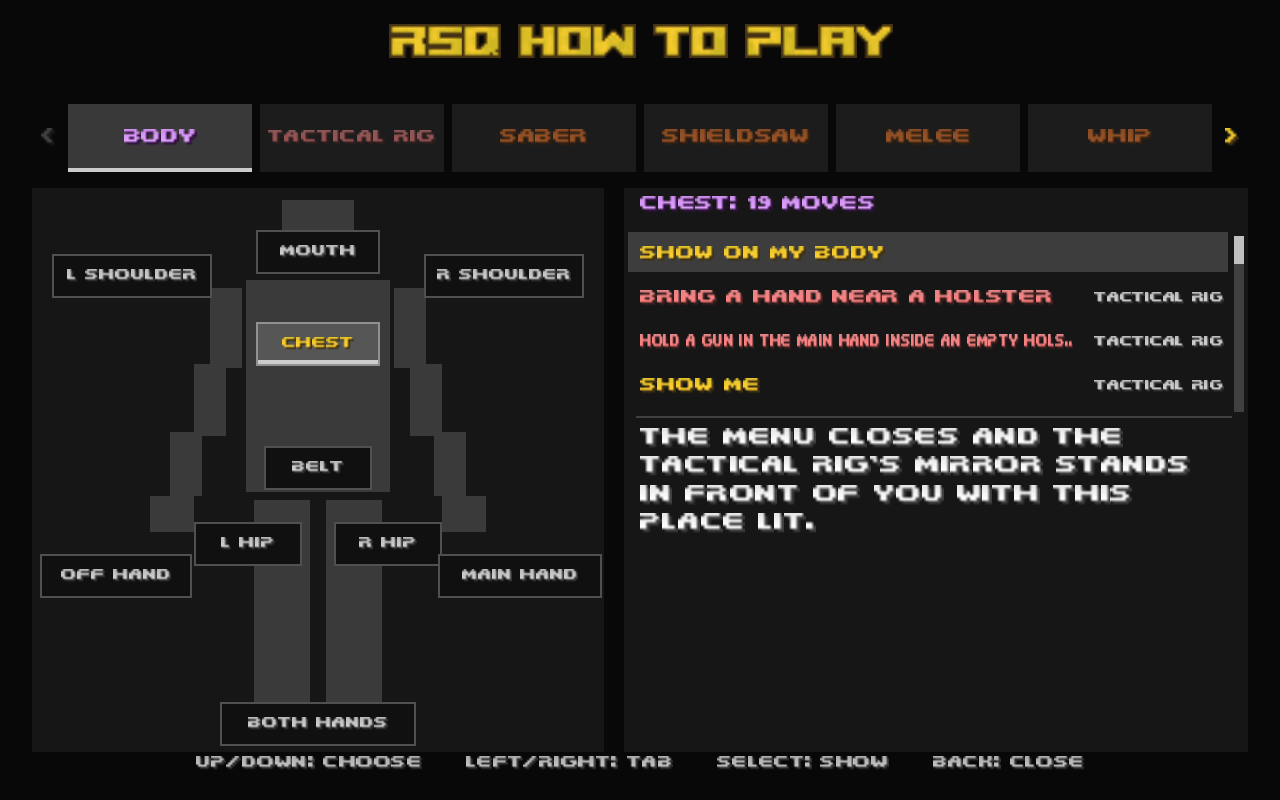 RSQ HOW TO PLAY
< BODY TACTICAL RIG SABER SHIELDSAW MELEE WHIP >
MOUTH
L SHOULDER
R SHOULDER
CHEST
BELT
L HIP
R HIP
OFF HAND
MAIN HAND
BOTH HANDS
CHEST: 19 MOVES
SHOW ON MY BODY
BRING A HAND NEAR A HOLSTER TACTICAL RIG
HOLD A GUN IN THE MAIN HAND INSIDE AN EMPTY HOLS.. TACTICAL RIG
SHOW ME TACTICAL RIG
THE MENU CLOSES AND THE
TACTICAL RIG'S MIRROR STANDS
IN FRONT OF YOU WITH THIS
PLACE LIT.
UP/DOWN: CHOOSE LEFT/RIGHT: TAB SELECT: SHOW BACK: CLOSE